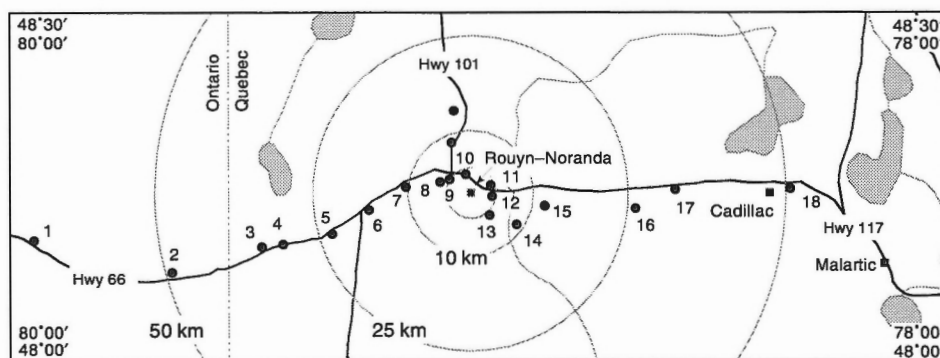 48°30′
80°00′
48°30′
78°00′
Hwy 101
Ontario
Quebec
10
Rouyn–Noranda
11
8
9
12
7
13
14
15
16
17
Cadillac
18
6
5
4
3
2
1
Hwy 66
Hwy 117
10 km
Malartic
50 km
25 km
80°00′
48°00′
78°00′
48°00′